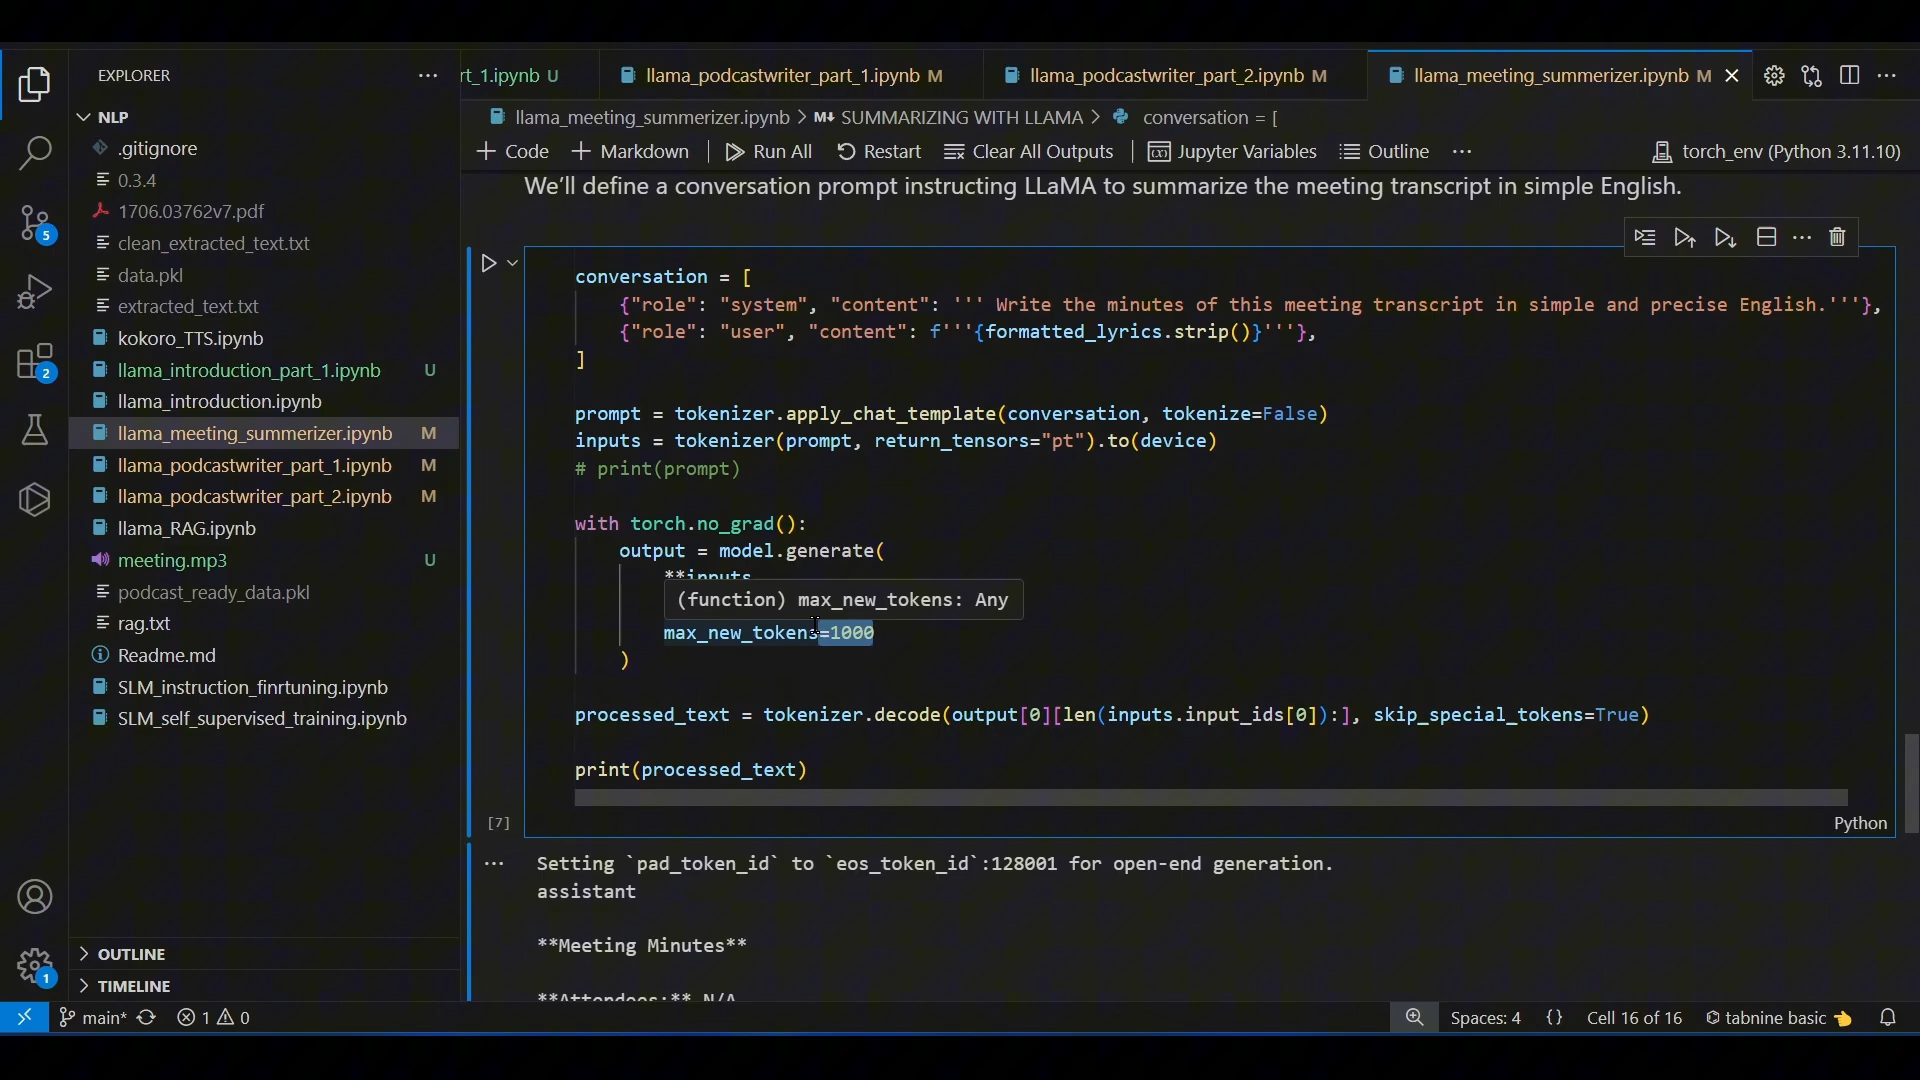 EXPLORER
NLP
.gitignore
0.3.4
1706.03762v7.pdf
clean_extracted_text.txt
data.pkl
extracted_text.txt
kokoro_TTS.ipynb
llama_introduction_part_1.ipynb U
llama_introduction.ipynb
llama_meeting_summerizer.ipynb M
llama_podcastwriter_part_1.ipynb M
llama_podcastwriter_part_2.ipynb M
llama_RAG.ipynb
meeting.mp3 U
podcast_ready_data.pkl
rag.txt
Readme.md
SLM_instruction_finrtuning.ipynb
SLM_self_supervised_training.ipynb
OUTLINE
TIMELINE
5
2
1
rt_1.ipynb U
llama_podcastwriter_part_1.ipynb M
llama_podcastwriter_part_2.ipynb M
llama_meeting_summerizer.ipynb M
llama_meeting_summerizer.ipynb > M↓ SUMMARIZING WITH LLAMA > conversation = [
+ Code + Markdown Run All Restart Clear All Outputs Jupyter Variables Outline ... torch_env (Python 3.11.10)
We'll define a conversation prompt instructing LLaMA to summarize the meeting transcript in simple English.
conversation = [
{"role": "system", "content": ''' Write the minutes of this meeting transcript in simple and precise English.'''},
{"role": "user", "content": f'''{formatted_lyrics.strip()}'''},
]
prompt = tokenizer.apply_chat_template(conversation, tokenize=False)
inputs = tokenizer(prompt, return_tensors="pt").to(device)
# print(prompt)
with torch.no_grad():
output = model.generate(
**inputs
(function) max_new_tokens: Any
max_new_tokens=1000
)
processed_text = tokenizer.decode(output[0][len(inputs.input_ids[0]):], skip_special_tokens=True)
print(processed_text)
[7]
Python
Setting `pad_token_id` to `eos_token_id`:128001 for open-end generation.
assistant
**Meeting Minutes**
**Attendees:** N/A
main* 1 0 Spaces: 4 {} Cell 16 of 16 tabnine basic